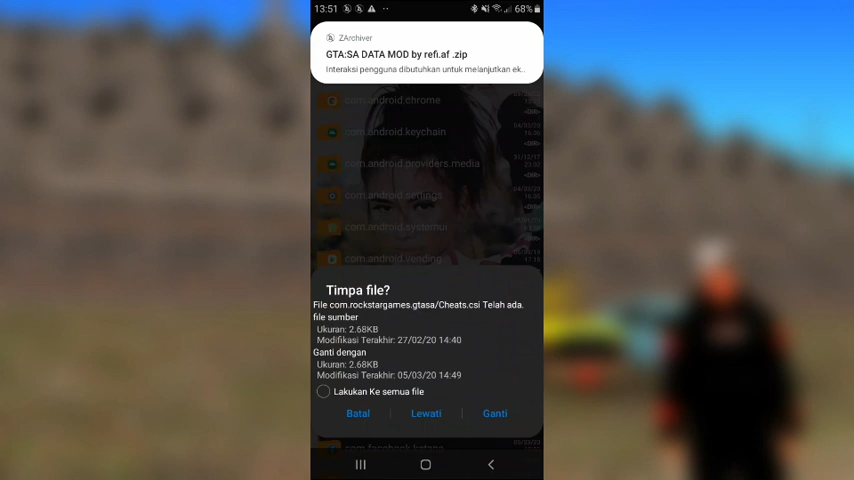 13:51
68%
ZArchiver
GTA:SA DATA MOD by refi.af .zip
Interaksi pengguna dibutuhkan untuk melanjutkan ek..
com.android.chrome
com.android.keychain
com.android.providers.media
com.android.settings
com.android.systemui
com.android.vending
Timpa file?
File com.rockstargames.gtasa/Cheats.csi Telah ada.
file sumber
Ukuran: 2.68KB
Modifikasi Terakhir: 27/02/20 14:40
Ganti dengan
Ukuran: 2.68KB
Modifikasi Terakhir: 05/03/20 14:49
Lakukan Ke semua file
Batal
Lewati
Ganti